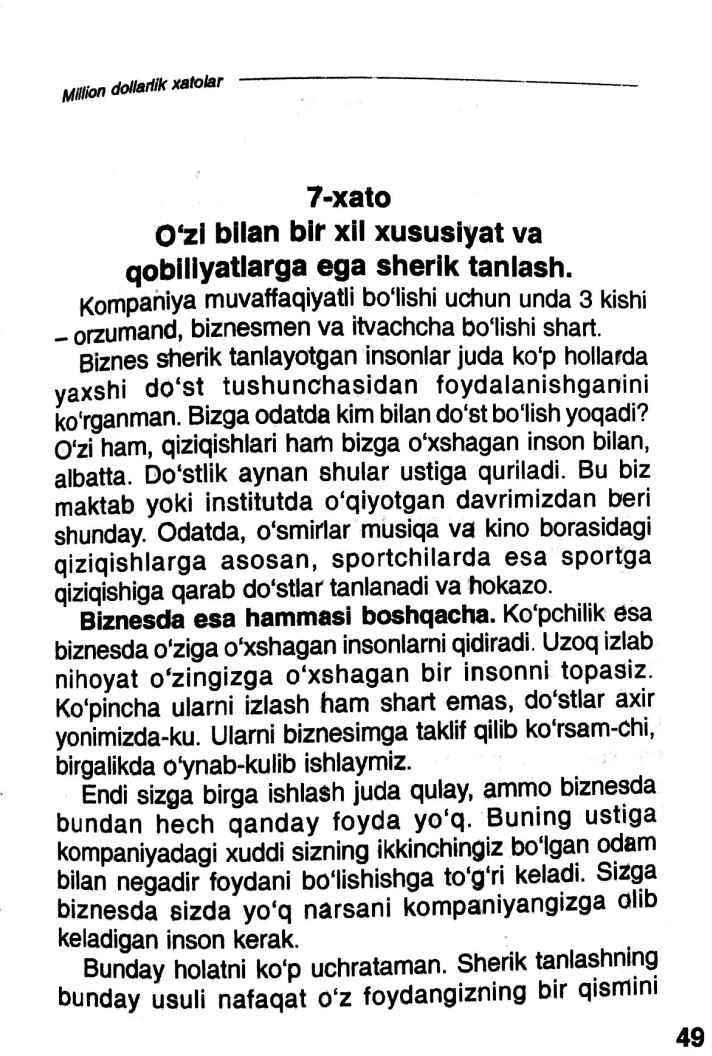 Million dollarlik xatolar
7-xato
O‘zi bilan bir xil xususiyat va
qobiliyatlarga ega sherik tanlash.
Kompaniya muvaffaqiyatli bo‘lishi uchun unda 3 kishi
– orzumand, biznesmen va itvachcha bo‘lishi shart.
Biznes sherik tanlayotgan insonlar juda ko‘p hollarda
yaxshi do‘st tushunchasidan foydalanishganini
ko‘rganman. Bizga odatda kim bilan do‘st bo‘lish yoqadi?
O‘zi ham, qiziqishlari ham bizga o‘xshagan inson bilan,
albatta. Do‘stlik aynan shular ustiga quriladi. Bu biz
maktab yoki institutda o‘qiyotgan davrimizdan beri
shunday. Odatda, o‘smirlar musiqa va kino borasidagi
qiziqishlarga asosan, sportchilarda esa sportga
qiziqishiga qarab do‘stlar tanlanadi va hokazo.
Biznesda esa hammasi boshqacha. Ko‘pchilik esa
biznesda o‘ziga o‘xshagan insonlarni qidiradi. Uzoq izlab
nihoyat o‘zingizga o‘xshagan bir insonni topasiz.
Ko‘pincha ularni izlash ham shart emas, do‘stlar axir
yonimizda-ku. Ularni biznesimga taklif qilib ko‘rsam-chi,
birgalikda o‘ynab-kulib ishlaymiz.
Endi sizga birga ishlash juda qulay, ammo biznesda
bundan hech qanday foyda yo‘q. Buning ustiga
kompaniyadagi xuddi sizning ikkinchingiz bo‘lgan odam
bilan negadir foydani bo‘lishishga to‘g‘ri keladi. Sizga
biznesda sizda yo‘q narsani kompaniyangizga olib
keladigan inson kerak.
Bunday holatni ko‘p uchrataman. Sherik tanlashning
bunday usuli nafaqat o‘z foydangizning bir qismini
49